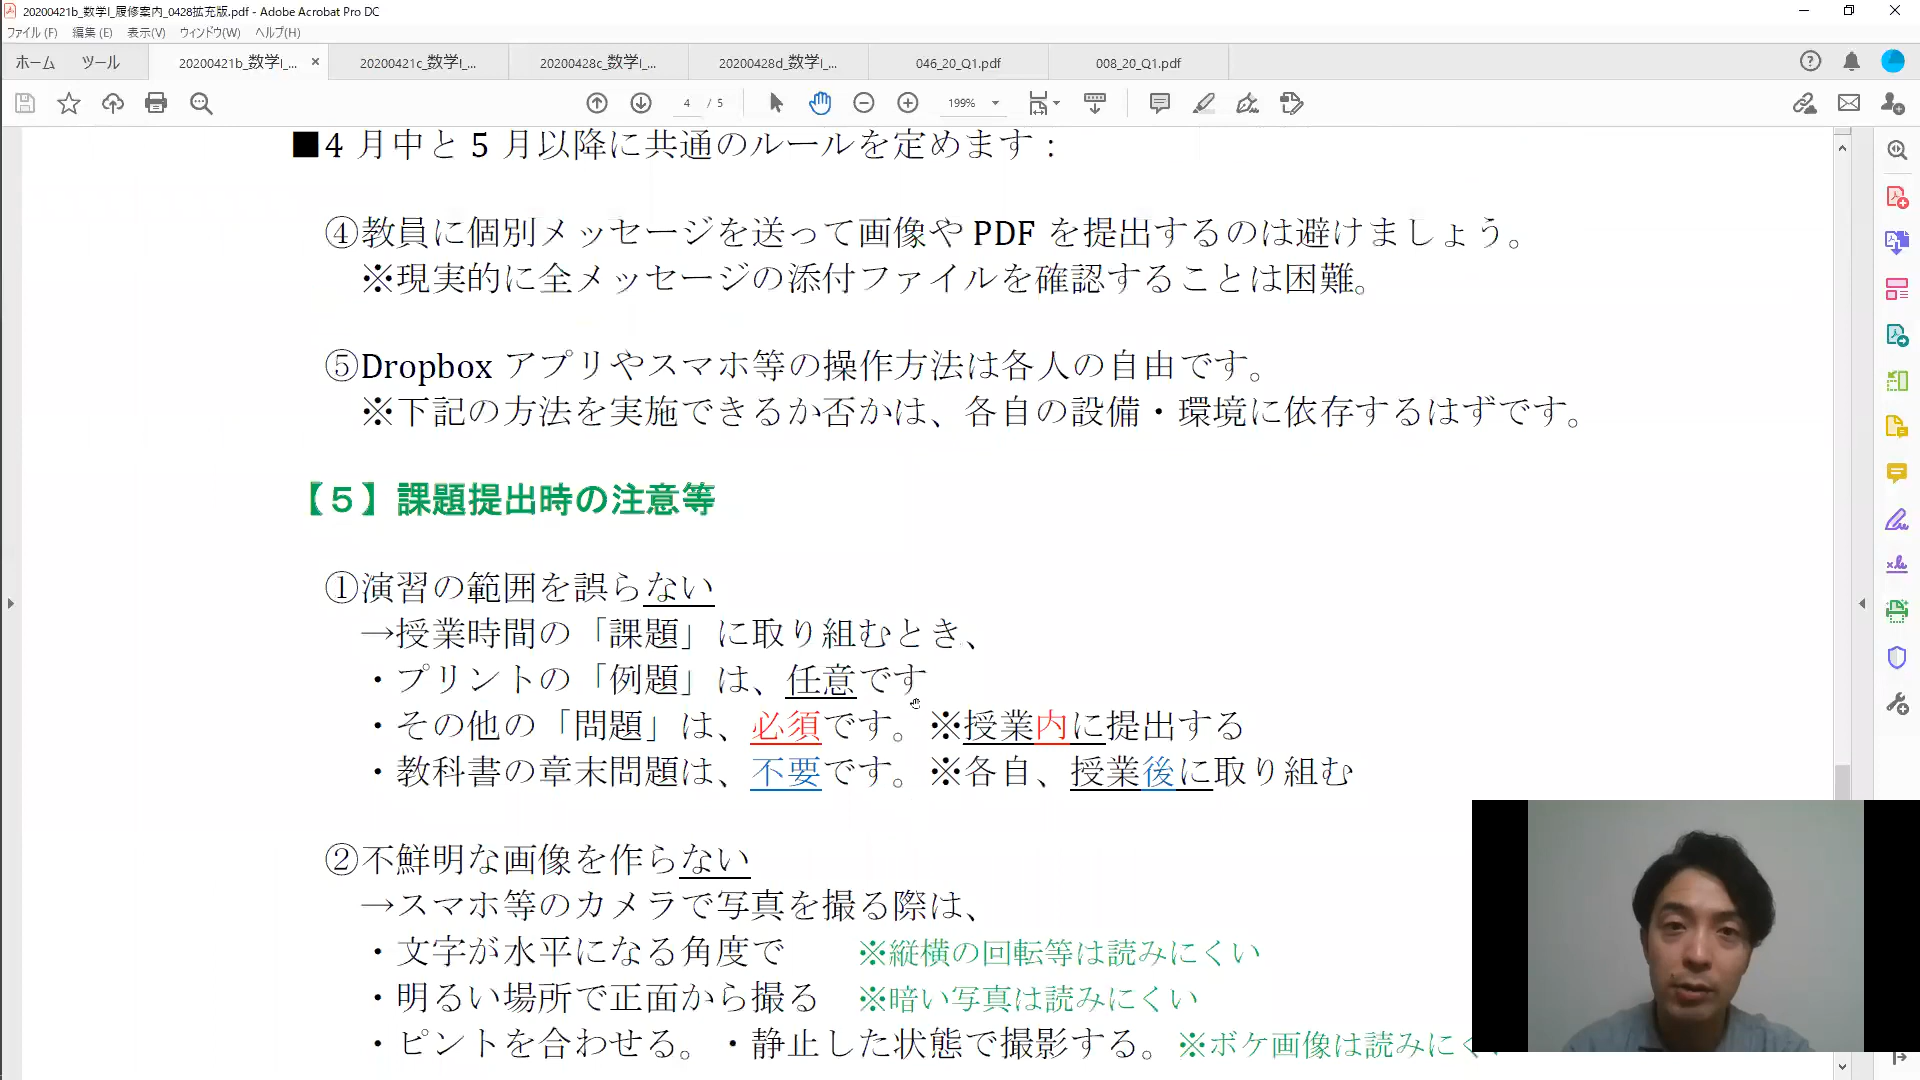 20200421b_数学I_履修案内_0428拡充版.pdf - Adobe Acrobat Pro DC
ファイル(F) 編集(E) 表示(V) ウィンドウ(W) ヘルプ(H)
ホーム ツール 20200421b_数学I_... × 20200421c_数学I_... 20200428c_数学I_... 20200428d_数学I_... 046_20_Q1.pdf 008_20_Q1.pdf
4 / 5 199%
■4月中と5月以降に共通のルールを定めます:
④教員に個別メッセージを送って画像やPDFを提出するのは避けましょう。
※現実的に全メッセージの添付ファイルを確認することは困難。
⑤Dropboxアプリやスマホ等の操作方法は各人の自由です。
※下記の方法を実施できるか否かは、各自の設備・環境に依存するはずです。
【5】課題提出時の注意等
①演習の範囲を誤らない
→授業時間の「課題」に取り組むとき、
・プリントの「例題」は、任意です
・その他の「問題」は、必須です。※授業内に提出する
・教科書の章末問題は、不要です。※各自、授業後に取り組む
②不鮮明な画像を作らない
→スマホ等のカメラで写真を撮る際は、
・文字が水平になる角度で ※縦横の回転等は読みにくい
・明るい場所で正面から撮る ※暗い写真は読みにくい
・ピントを合わせる。・静止した状態で撮影する。※ボケ画像は読みにく